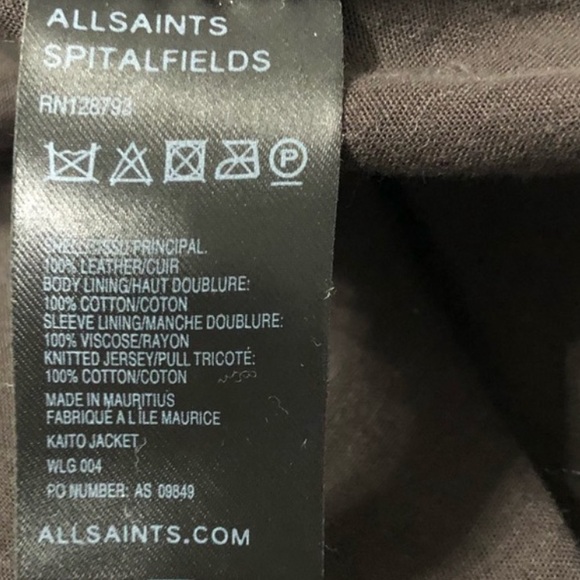 ALLSAINTS
SPITALFIELDS
RN128793
P
SHELL/TISSU PRINCIPAL:
100% LEATHER/CUIR
BODY LINING/HAUT DOUBLURE:
100% COTTON/COTON
SLEEVE LINING/MANCHE DOUBLURE:
100% VISCOSE/RAYON
KNITTED JERSEY/PULL TRICOTÉ:
100% COTTON/COTON
MADE IN MAURITIUS
FABRIQUE A L ILE MAURICE
KAITO JACKET
WLG 004
PO NUMBER: AS 09849
ALLSAINTS.COM